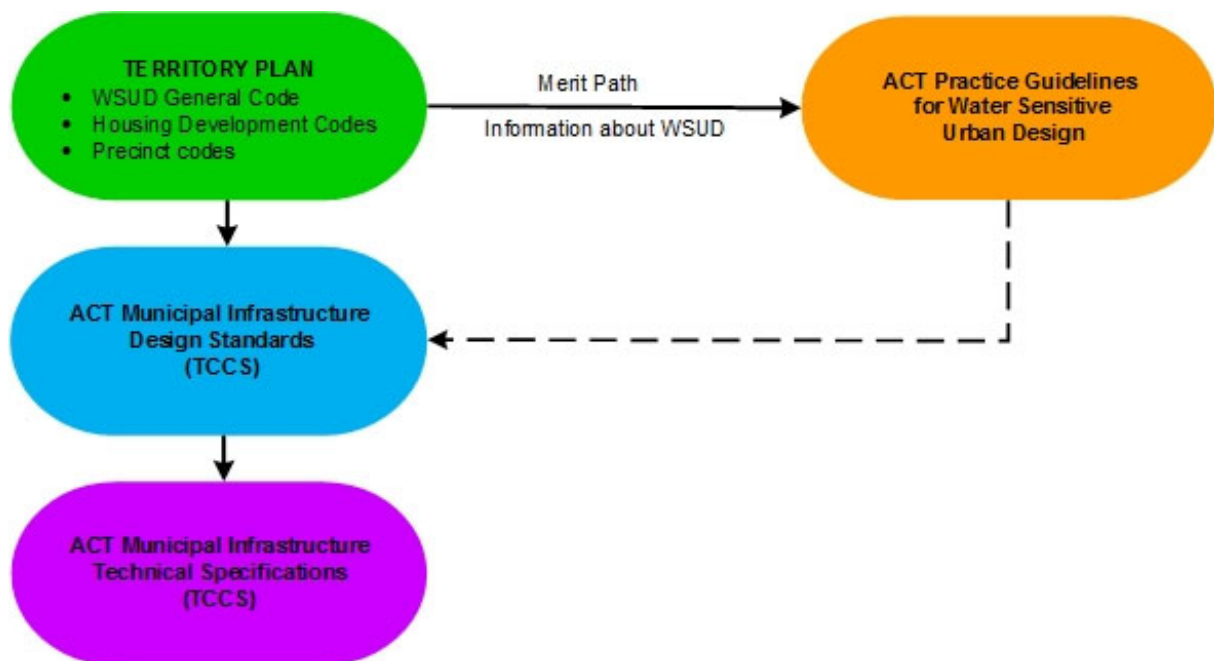 TERRITORY PLAN
• WSUD General Code
• Housing Development Codes
• Precinct codes
Merit Path
Information about WSUD
ACT Practice Guidelines
for Water Sensitive
Urban Design
ACT Municipal Infrastructure
Design Standards
(TCCS)
ACT Municipal Infrastructure
Technical Specifications
(TCCS)